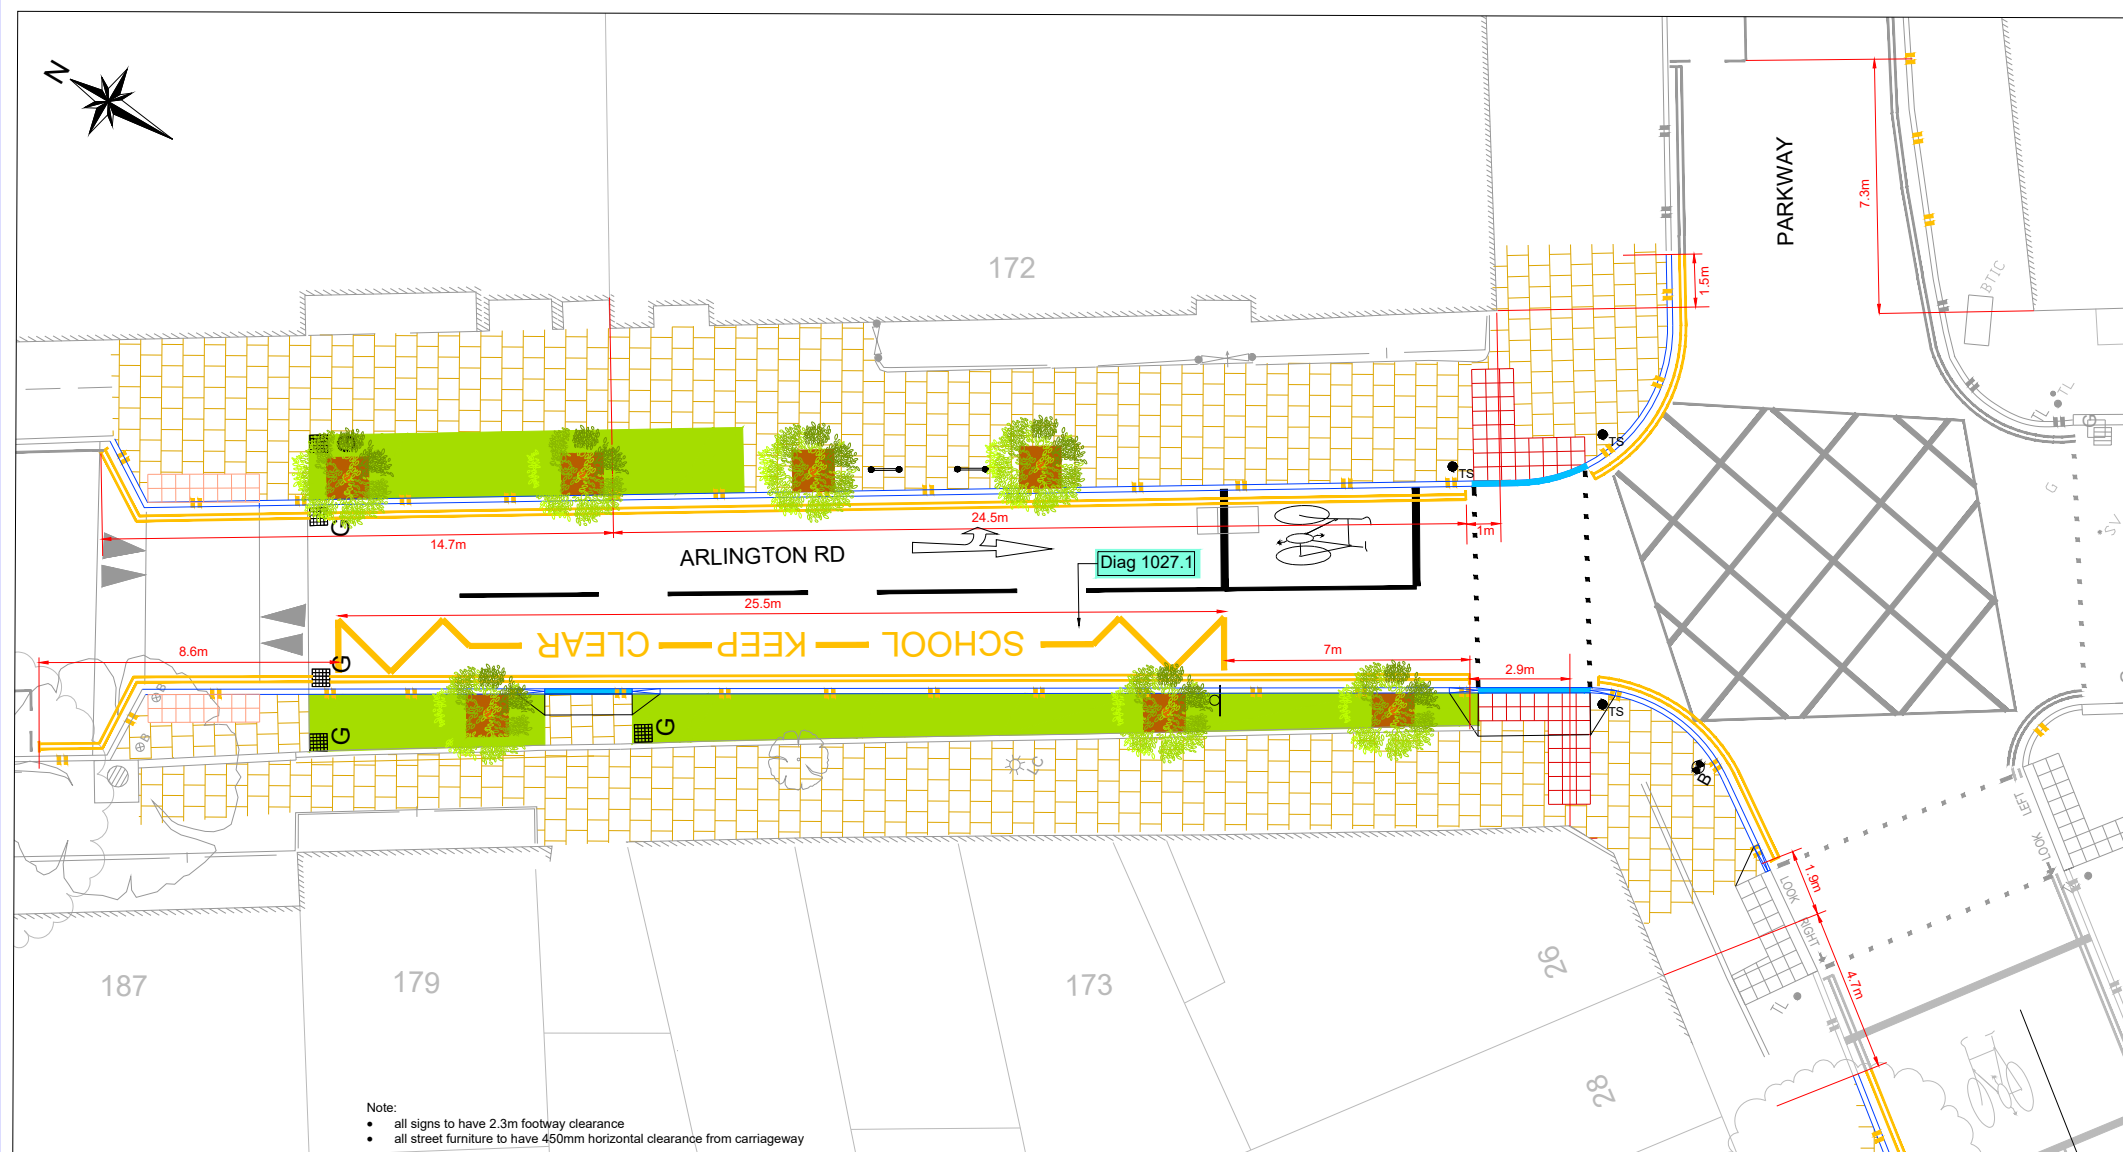 N
172
PARKWAY
7.3m
1.5m
BTIC
TL
TL
G
G
SV
TS
TS
G
24.5m
14.7m
1m
ARLINGTON RD
Diag 1027.1
25.5m
SCHOOL KEEP CLEAR
8.6m
G
7m
2.9m
B
B
G
G
TS
LC
B
LEFT
LOOK
1.9m
LOOK
RIGHT
4.7m
TL
187
179
173
26
28
Note:
• all signs to have 2.3m footway clearance
• all street furniture to have 450mm horizontal clearance from carriageway